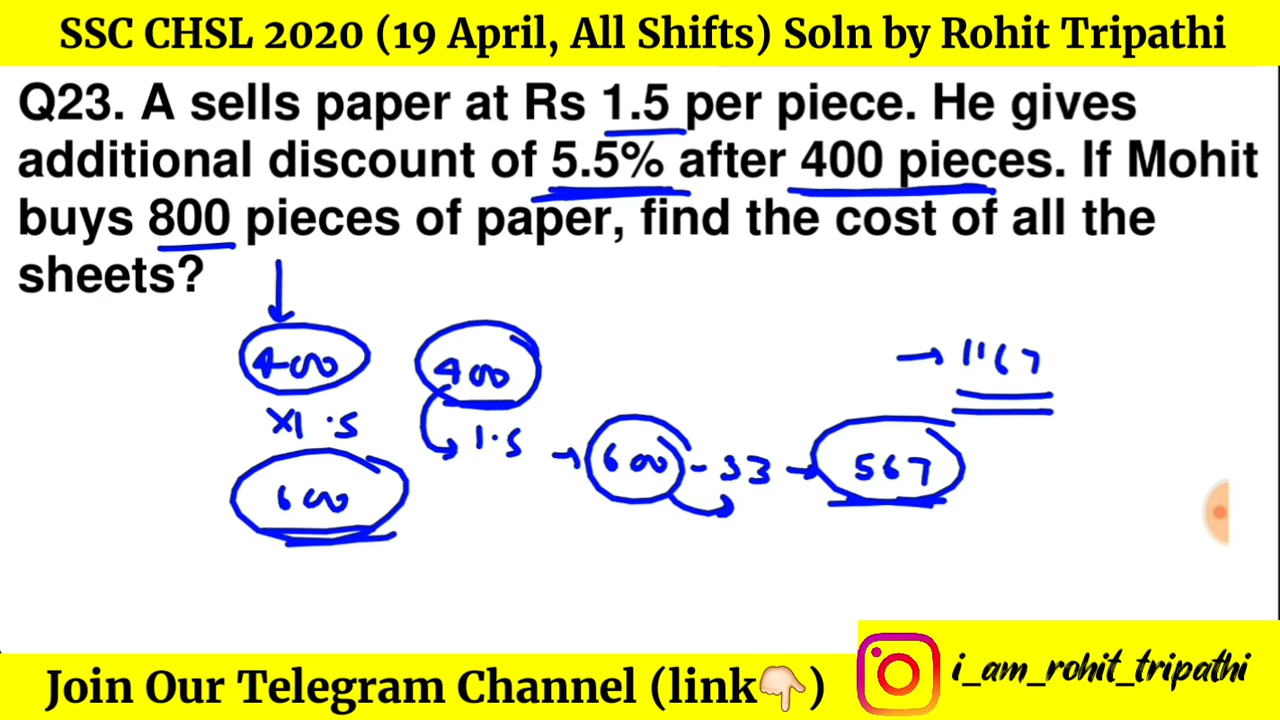 SSC CHSL 2020 (19 April, All Shifts) Soln by Rohit Tripathi
Q23. A sells paper at Rs 1.5 per piece. He gives
additional discount of 5.5% after 400 pieces. If Mohit
buys 800 pieces of paper, find the cost of all the
sheets?
400 400 → 1167
×1.5 1.5 → 600 - 33 → 567
600
Join Our Telegram Channel (link👇)
i_am_rohit_tripathi